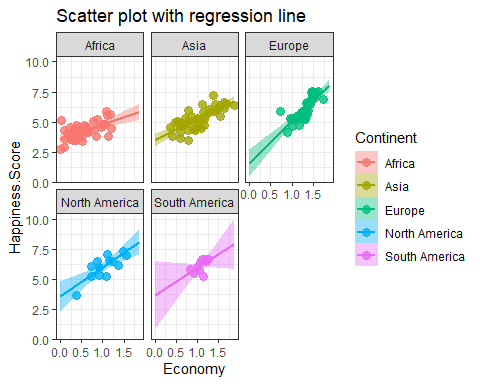 Scatter plot with regression line
Africa
Asia
Europe
10.0
7.5
5.0
2.5
0.0
0.0 0.5 1.0 1.5
North America
South America
10.0
7.5
5.0
2.5
0.0
0.0 0.5 1.0 1.5
0.0 0.5 1.0 1.5
Happiness.Score
Economy
Continent
Africa
Asia
Europe
North America
South America